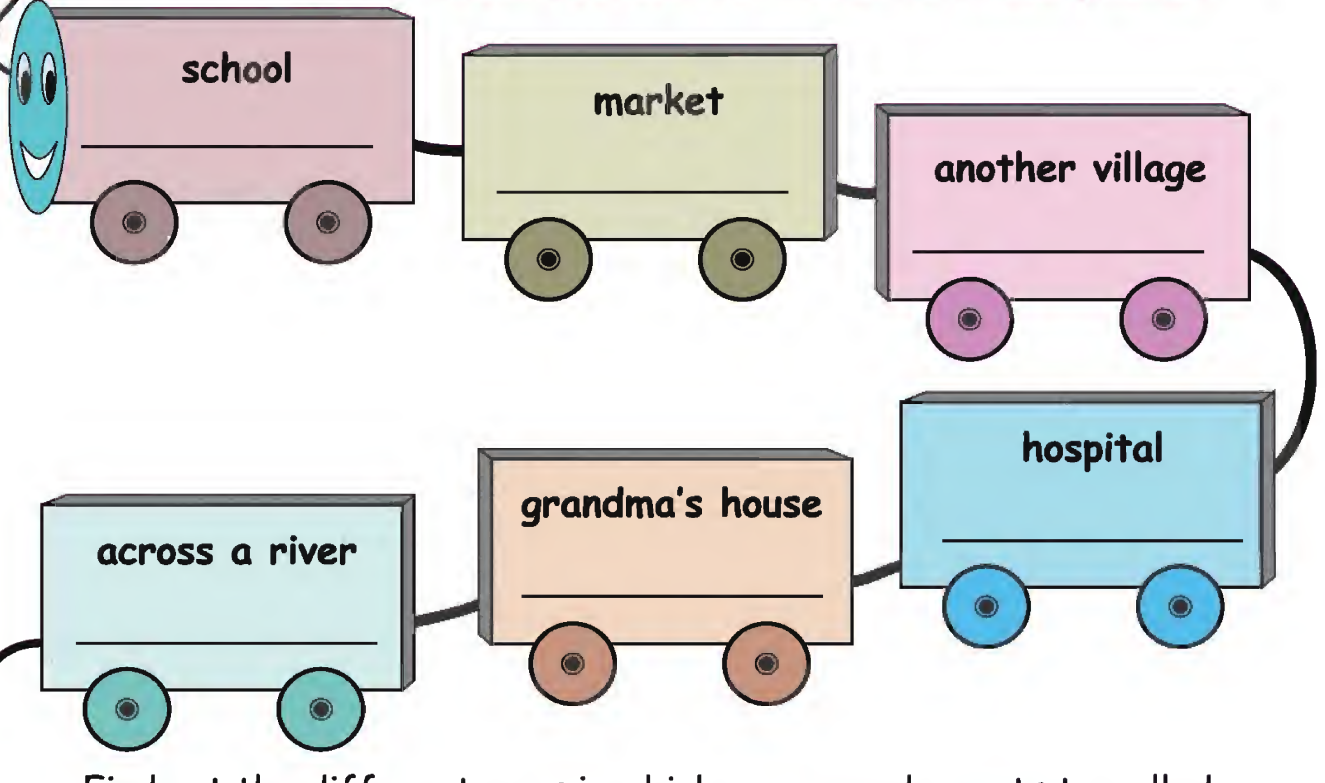 school
market
another village
hospital
grandma's house
across a river